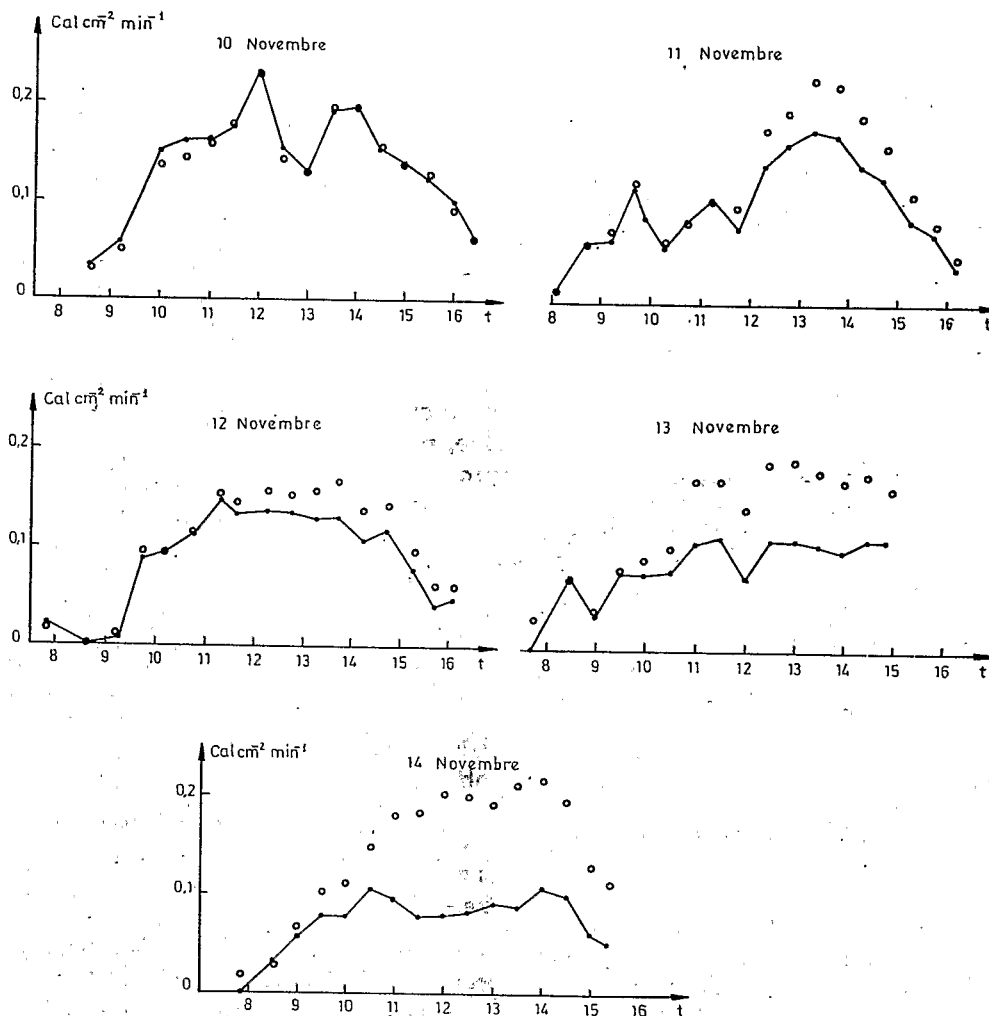 Cal cm̄² min̄¹
10 Novembre
0,2
0,1
0
8 9 10 11 12 13 14 15 16 t
11 Novembre
8 9 10 11 12 13 14 15 16 t
Cal cm̄² min̄¹
12 Novembre
0,2
0,1
0
8 9 10 11 12 13 14 15 16 t
13 Novembre
8 9 10 11 12 13 14 15 16 t
Cal cm̄² min̄¹
14 Novembre
0,2
0,1
0
8 9 10 11 12 13 14 15 16 t